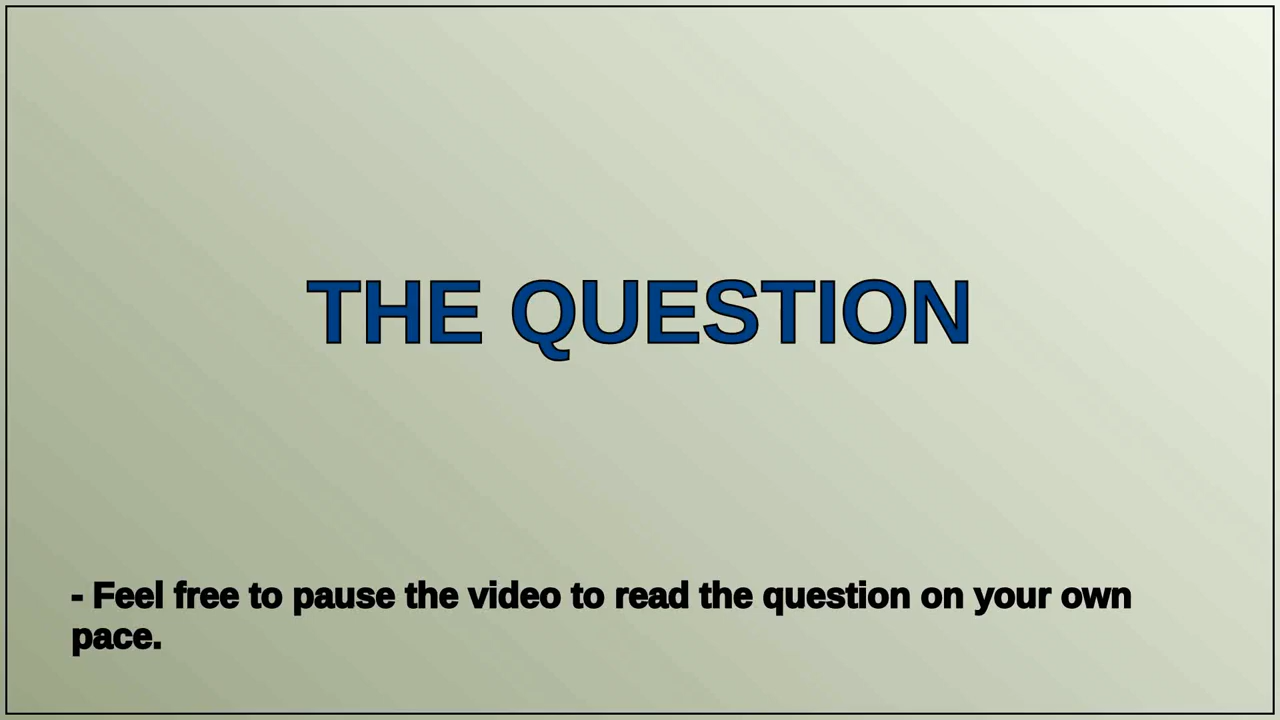 THE QUESTION
- Feel free to pause the video to read the question on your own
pace.